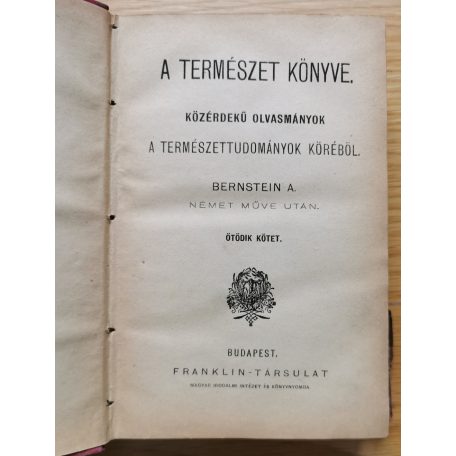 A TERMÉSZET KÖNYVE.
KÖZÉRDEKŰ OLVASMÁNYOK
A TERMÉSZETTUDOMÁNYOK KÖRÉBŐL.
BERNSTEIN A.
NÉMET MŰVE UTÁN.
ÖTÖDIK KÖTET.
BUDAPEST.
FRANKLIN-TÁRSULAT
MAGYAR IRODALMI INTÉZET ÉS KÖNYVNYOMDA.